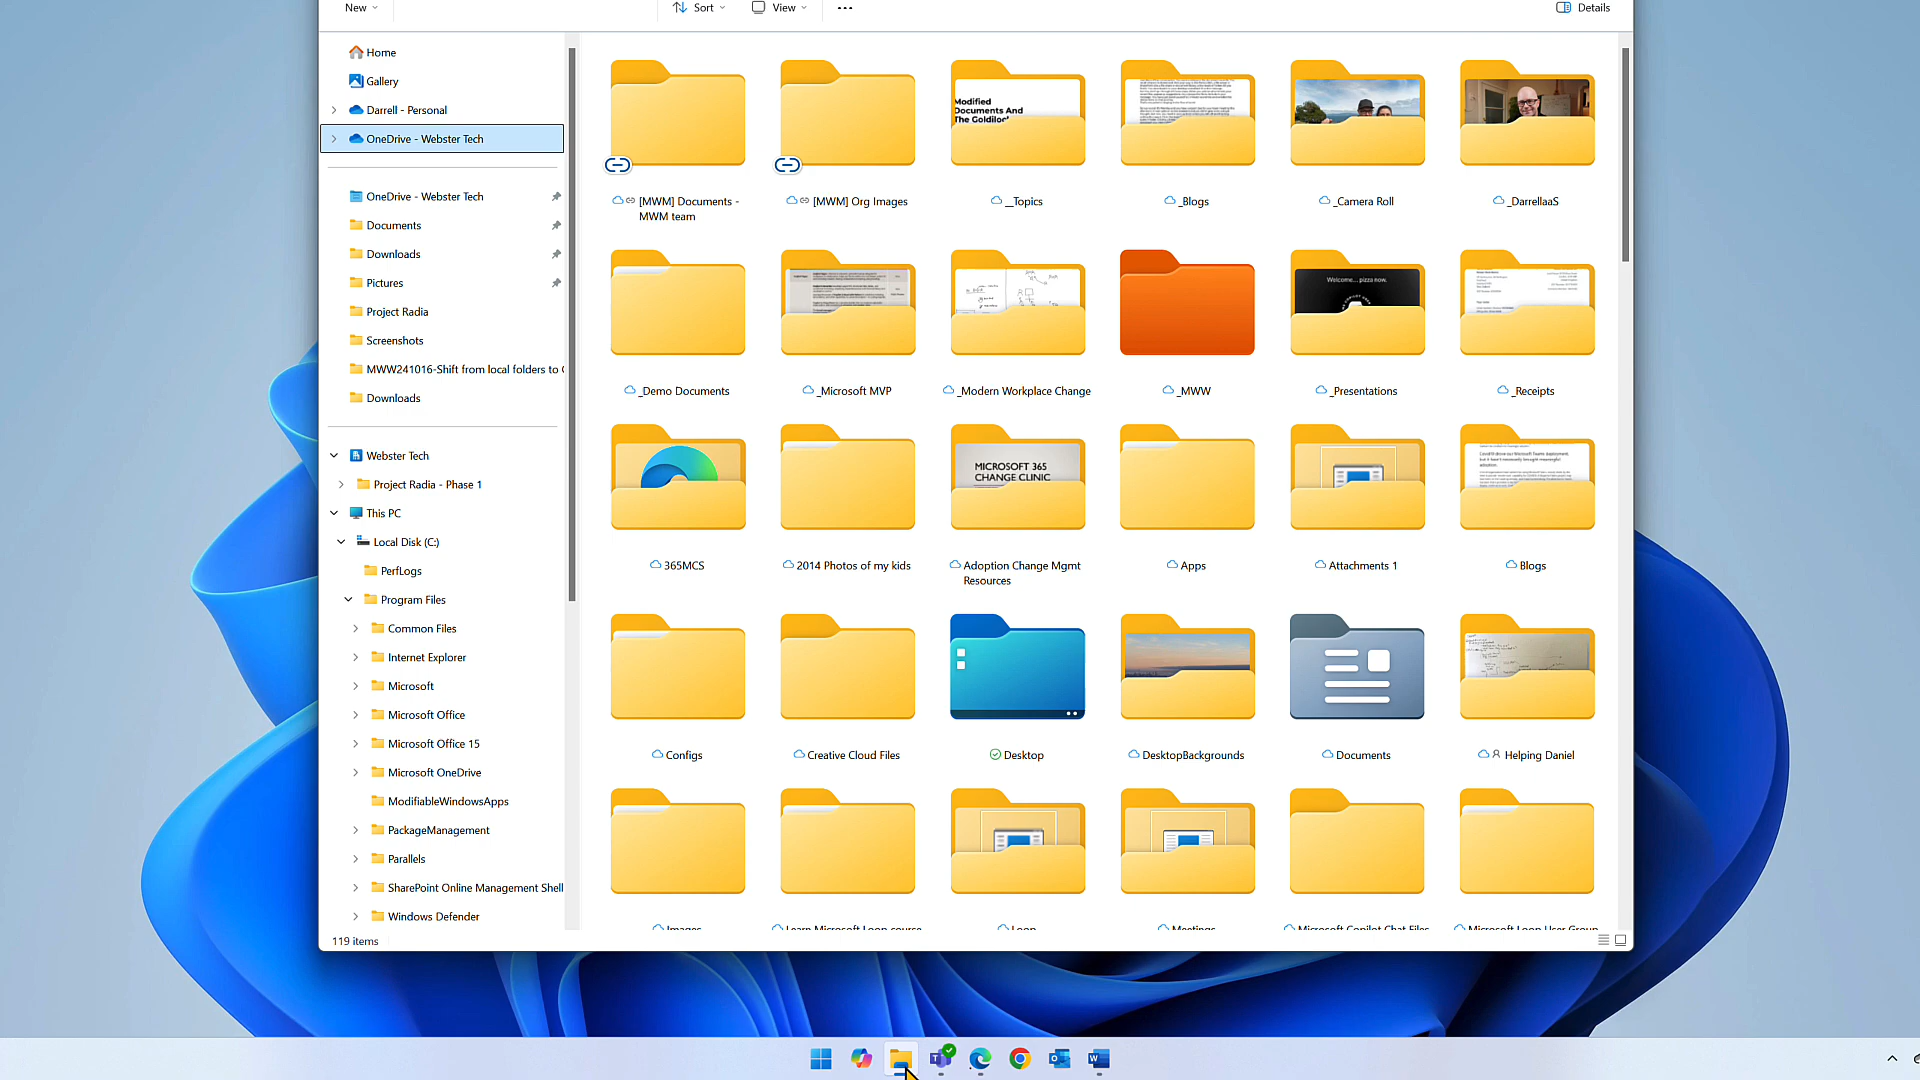 New
Sort
View
Details
Home
Gallery
Darrell - Personal
OneDrive - Webster Tech
OneDrive - Webster Tech
Documents
Downloads
Pictures
Project Radia
Screenshots
MWW241016-Shift from local folders to
Downloads
Webster Tech
Project Radia - Phase 1
This PC
Local Disk (C:)
PerfLogs
Program Files
Common Files
Internet Explorer
Microsoft
Microsoft Office
Microsoft Office 15
Microsoft OneDrive
ModifiableWindowsApps
PackageManagement
Parallels
SharePoint Online Management Shell
Windows Defender
Modified
Documents And
The Goldilo
[MWM] Documents -
MWM team
[MWM] Org Images
__Topics
_Blogs
_Camera Roll
_DarrellaaS
Welcome... pizza now.
_Demo Documents
_Microsoft MVP
_Modern Workplace Change
_MWW
_Presentations
_Receipts
MICROSOFT 365
CHANGE CLINIC
365MCS
2014 Photos of my kids
Adoption Change Mgmt
Resources
Apps
Attachments 1
Blogs
Configs
Creative Cloud Files
Desktop
DesktopBackgrounds
Documents
Helping Daniel
Images
Learn Microsoft Loop course
Loop
Meetings
Microsoft Copilot Chat Files
Microsoft Loop User Group
119 items